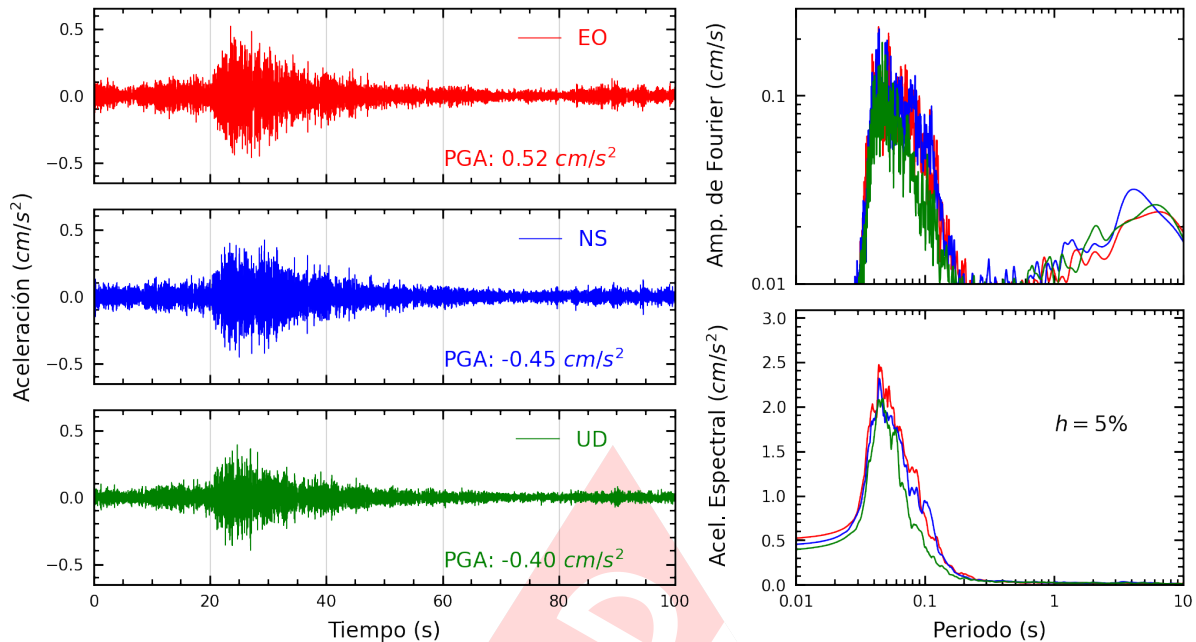 Aceleración (cm/s²)
0.5
0.0
−0.5
EO
PGA: 0.52 cm/s²
0.5
0.0
−0.5
NS
PGA: -0.45 cm/s²
0.5
0.0
−0.5
UD
PGA: -0.40 cm/s²
0 20 40 60 80 100
Tiempo (s)
Amp. de Fourier (cm/s)
0.1
0.01
Acel. Espectral (cm/s²)
3.0
2.5
2.0
1.5
1.0
0.5
0.0
h = 5%
0.01 0.1 1 10
Periodo (s)